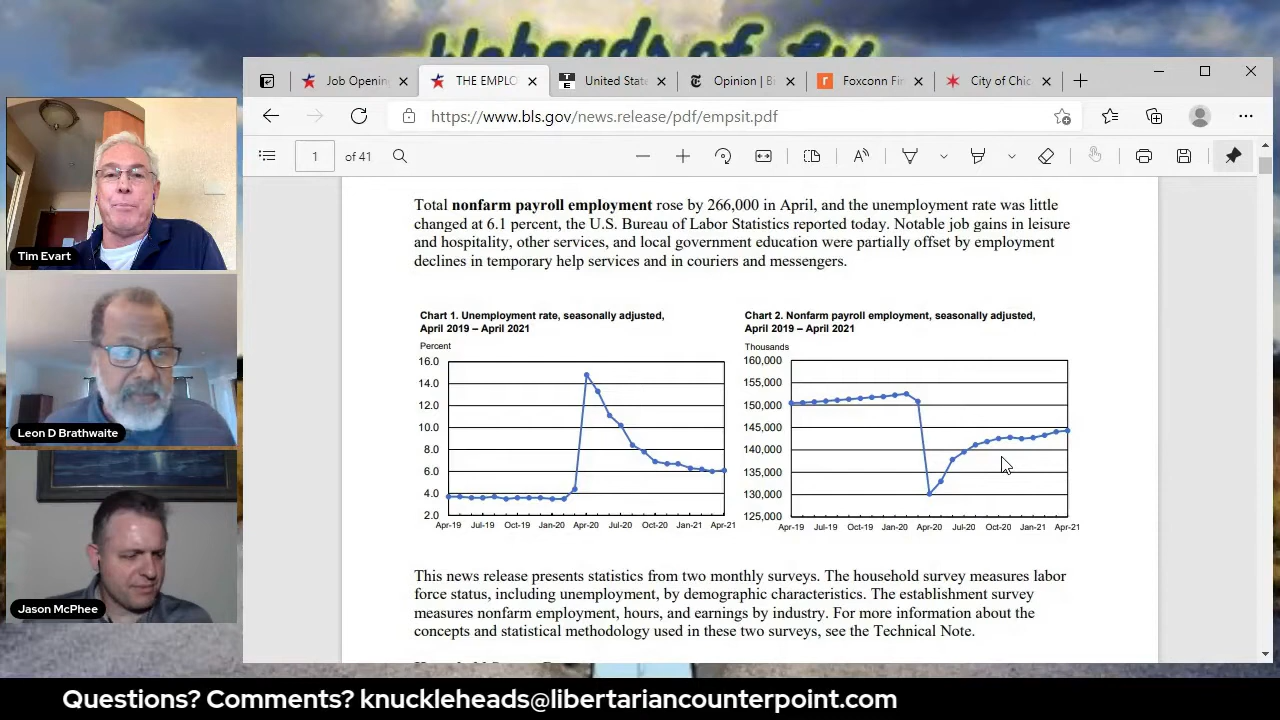 Job Openin
THE EMPLO
United State
Opinion | B
Foxconn Fi
City of Chic
https://www.bls.gov/news.release/pdf/empsit.pdf
1 of 41
Total nonfarm payroll employment rose by 266,000 in April, and the unemployment rate was little
changed at 6.1 percent, the U.S. Bureau of Labor Statistics reported today. Notable job gains in leisure
and hospitality, other services, and local government education were partially offset by employment
declines in temporary help services and in couriers and messengers.
Chart 1. Unemployment rate, seasonally adjusted,
April 2019 – April 2021
Percent
16.0
14.0
12.0
10.0
8.0
6.0
4.0
2.0
Apr-19 Jul-19 Oct-19 Jan-20 Apr-20 Jul-20 Oct-20 Jan-21 Apr-21
Chart 2. Nonfarm payroll employment, seasonally adjusted,
April 2019 – April 2021
Thousands
160,000
155,000
150,000
145,000
140,000
135,000
130,000
125,000
Apr-19 Jul-19 Oct-19 Jan-20 Apr-20 Jul-20 Oct-20 Jan-21 Apr-21
This news release presents statistics from two monthly surveys. The household survey measures labor
force status, including unemployment, by demographic characteristics. The establishment survey
measures nonfarm employment, hours, and earnings by industry. For more information about the
concepts and statistical methodology used in these two surveys, see the Technical Note.
Tim Evart
Leon D Brathwaite
Jason McPhee
Questions? Comments? knuckleheads@libertariancounterpoint.com